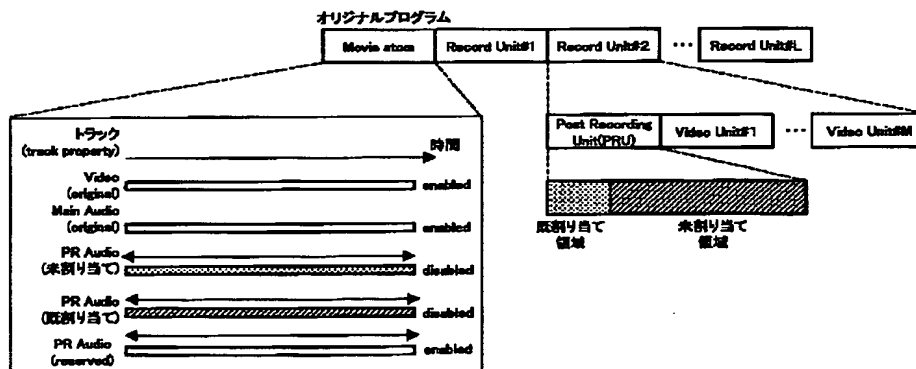 オリジナルプログラム
Movie atom
Record Unit#1
Record Unit#2
…
Record Unit#L
トラック
(track property)
時間
Video
(original)
enabled
Main Audio
(original)
enabled
PR Audio
(未割り当て)
disabled
PR Audio
(既割り当て)
disabled
PR Audio
(reserved)
enabled
Post Recording
Unit(PRU)
Video Unit#1
…
Video Unit#M
既割り当て
領域
未割り当て
領域